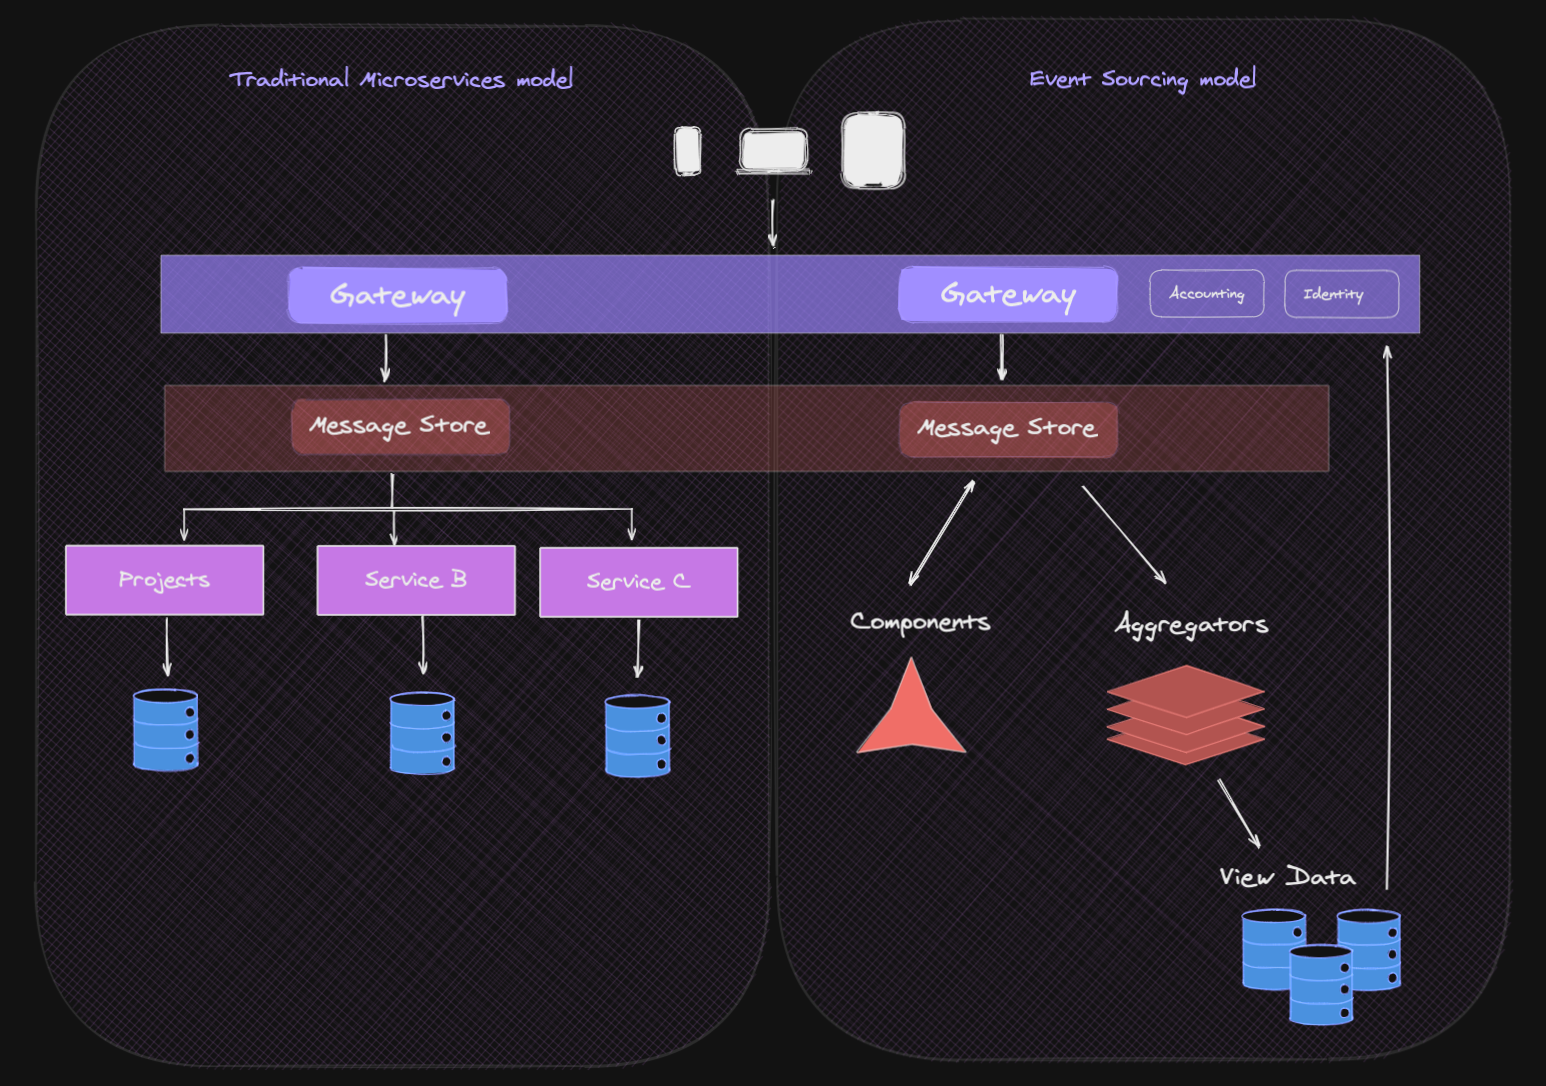 Traditional Microservices model
Event Sourcing model
Gateway
Gateway
Accounting
Identity
Message Store
Message Store
Projects
Service B
Service C
Components
Aggregators
View Data